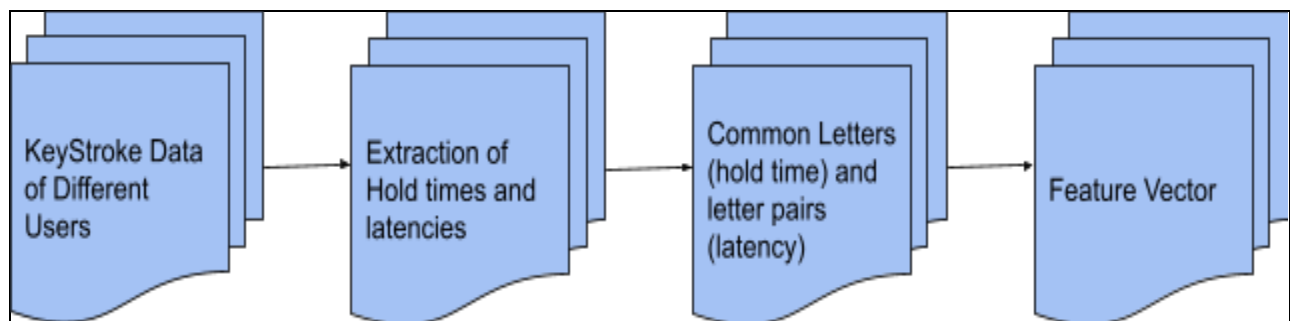 KeyStroke Data
of Different
Users
Extraction of
Hold times and
latencies
Common Letters
(hold time) and
letter pairs
(latency)
Feature Vector